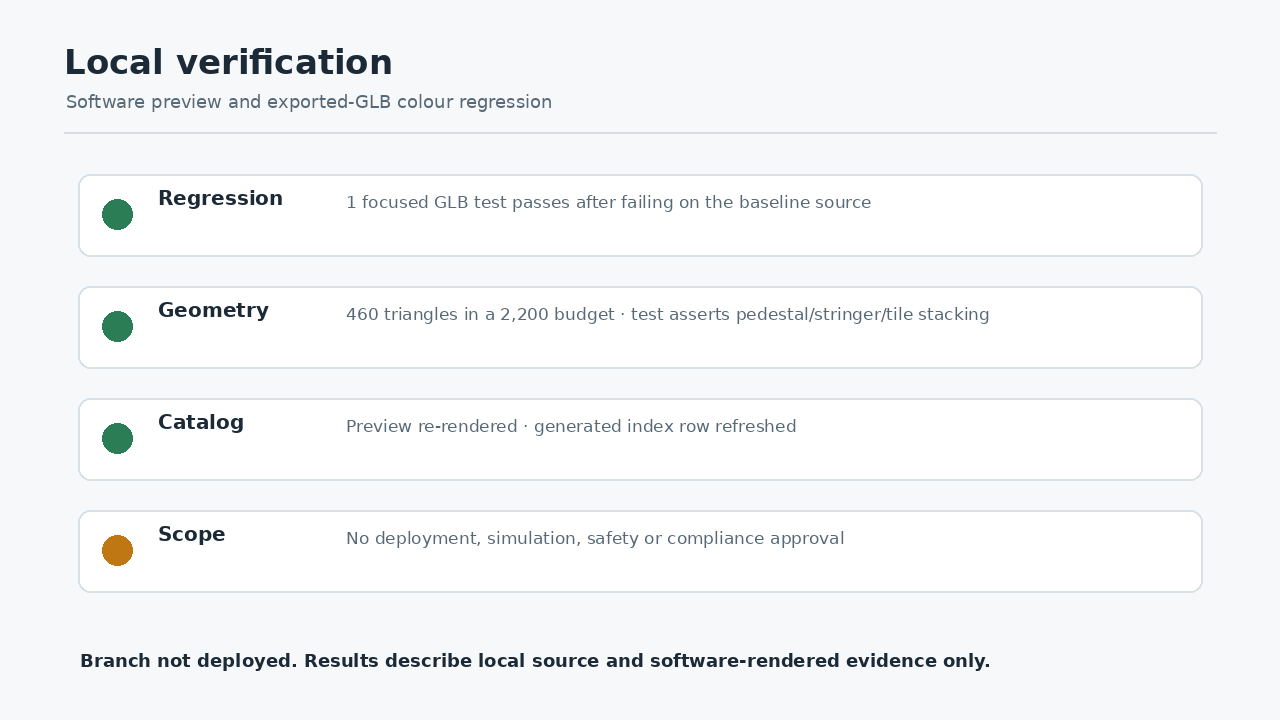 Local verification
Software preview and exported-GLB colour regression
Regression
1 focused GLB test passes after failing on the baseline source
Geometry
460 triangles in a 2,200 budget · test asserts pedestal/stringer/tile stacking
Catalog
Preview re-rendered · generated index row refreshed
Scope
No deployment, simulation, safety or compliance approval
Branch not deployed. Results describe local source and software-rendered evidence only.